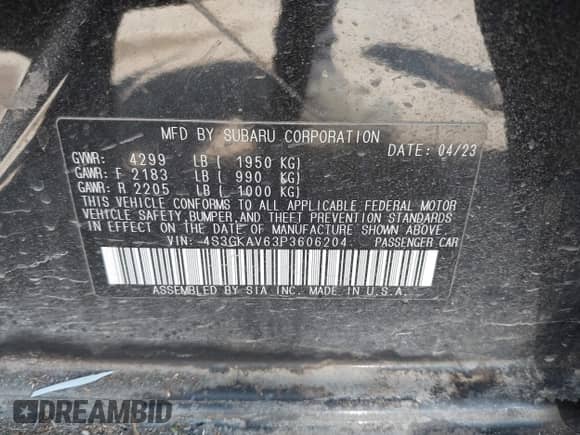 MFD BY SUBARU CORPORATION
DATE: 04/23
GVWR: 4299 LB ( 1950 KG)
GAWR: F 2183 LB ( 990 KG)
GAWR: R 2205 LB ( 1000 KG)
THIS VEHICLE CONFORMS TO ALL APPLICABLE FEDERAL MOTOR
VEHICLE SAFETY,BUMPER,AND THEFT PREVENTION STANDARDS
IN EFFECT ON THE DATE OF MANUFACTURE SHOWN ABOVE.
VIN: 4S3GKAV63P3606204. PASSENGER CAR
ASSEMBLED BY SIA INC. MADE IN U.S.A.
DREAMBID